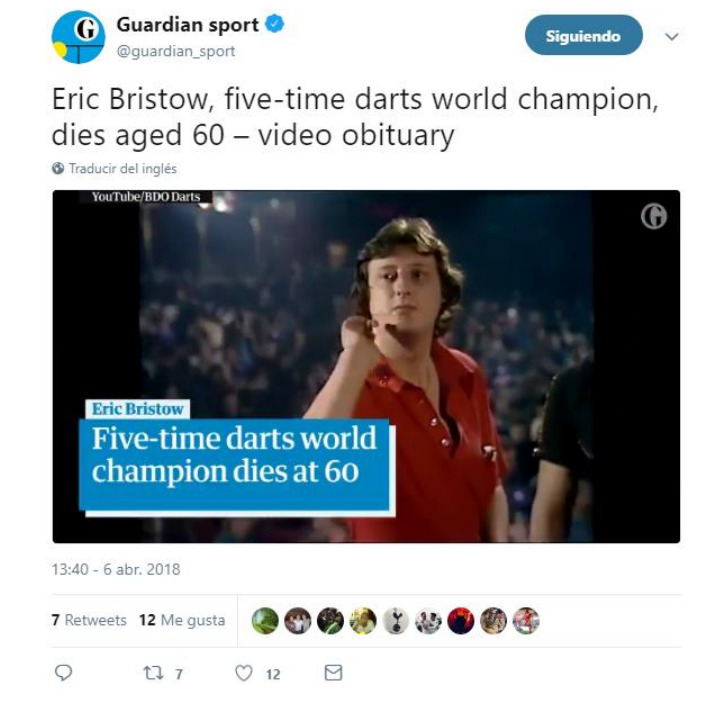 Guardian sport
@guardian_sport
Siguiendo
Eric Bristow, five-time darts world champion,
dies aged 60 – video obituary
Traducir del inglés
YouTube/BDO Darts
Eric Bristow
Five-time darts world
champion dies at 60
13:40 - 6 abr. 2018
7 Retweets 12 Me gusta
7 12